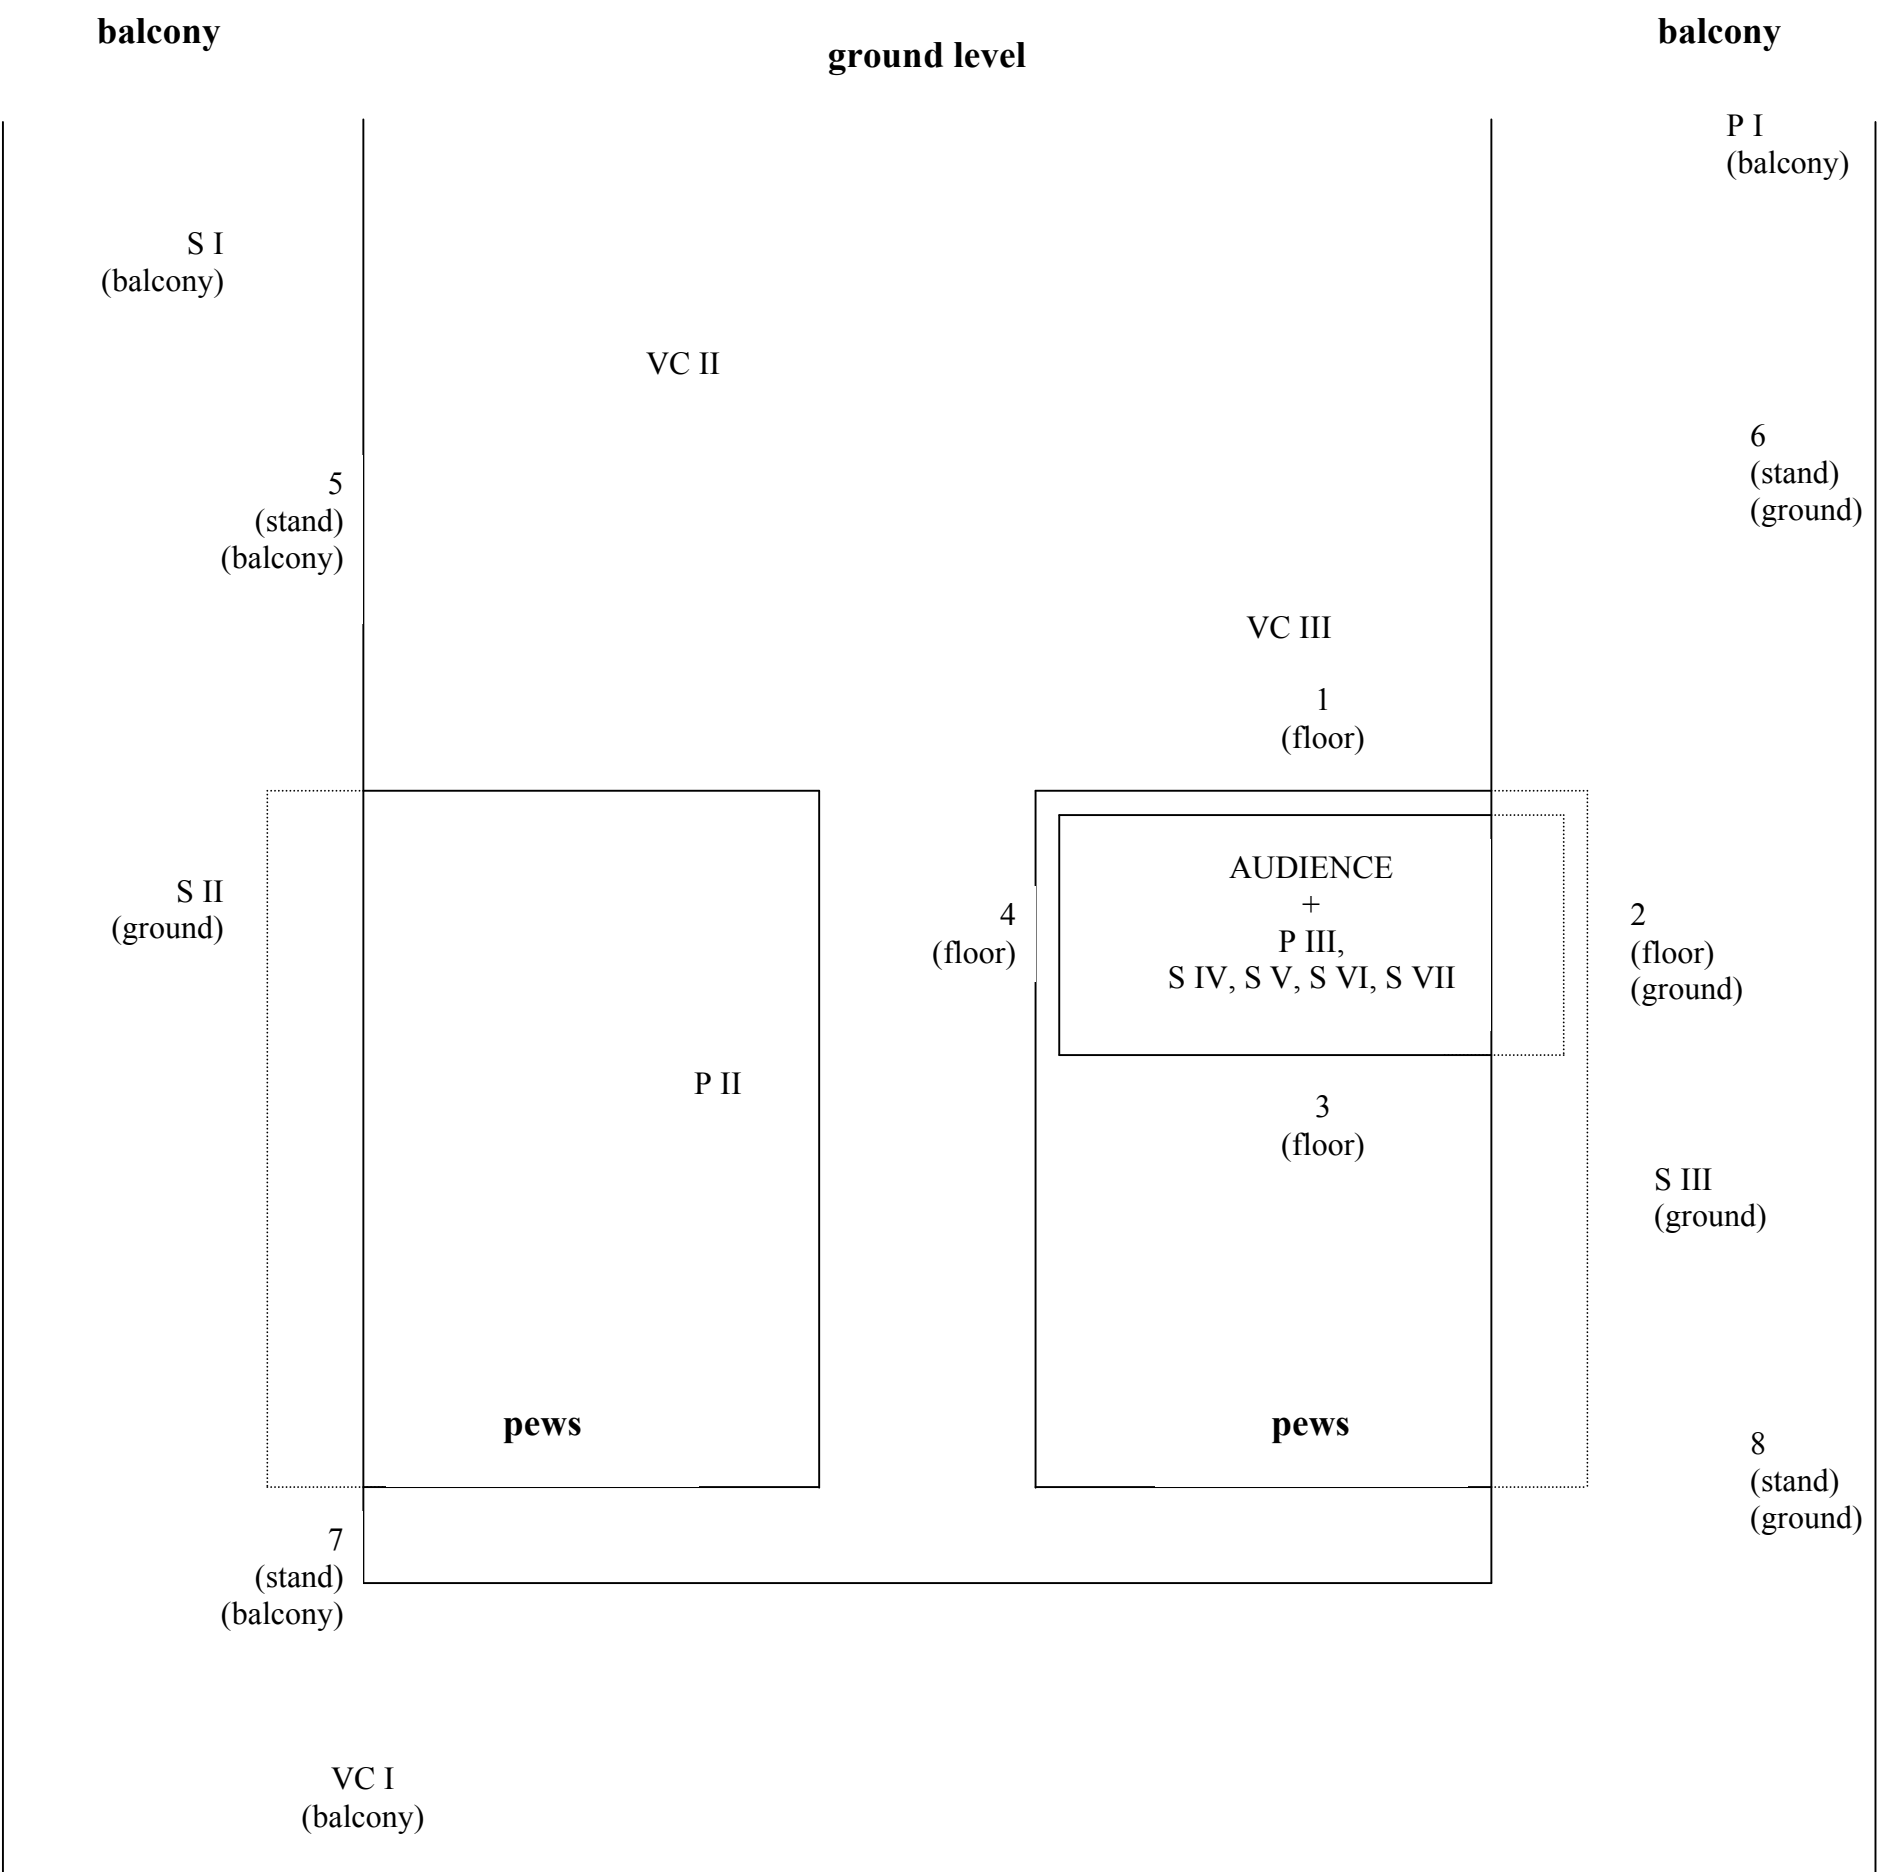 balcony
ground level
balcony
P I
(balcony)
S I
(balcony)
VC II
6
(stand)
(ground)
5
(stand)
(balcony)
VC III
1
(floor)
AUDIENCE
+
P III,
S IV, S V, S VI, S VII
S II
(ground)
4
(floor)
2
(floor)
(ground)
P II
3
(floor)
S III
(ground)
pews
pews
8
(stand)
(ground)
7
(stand)
(balcony)
VC I
(balcony)